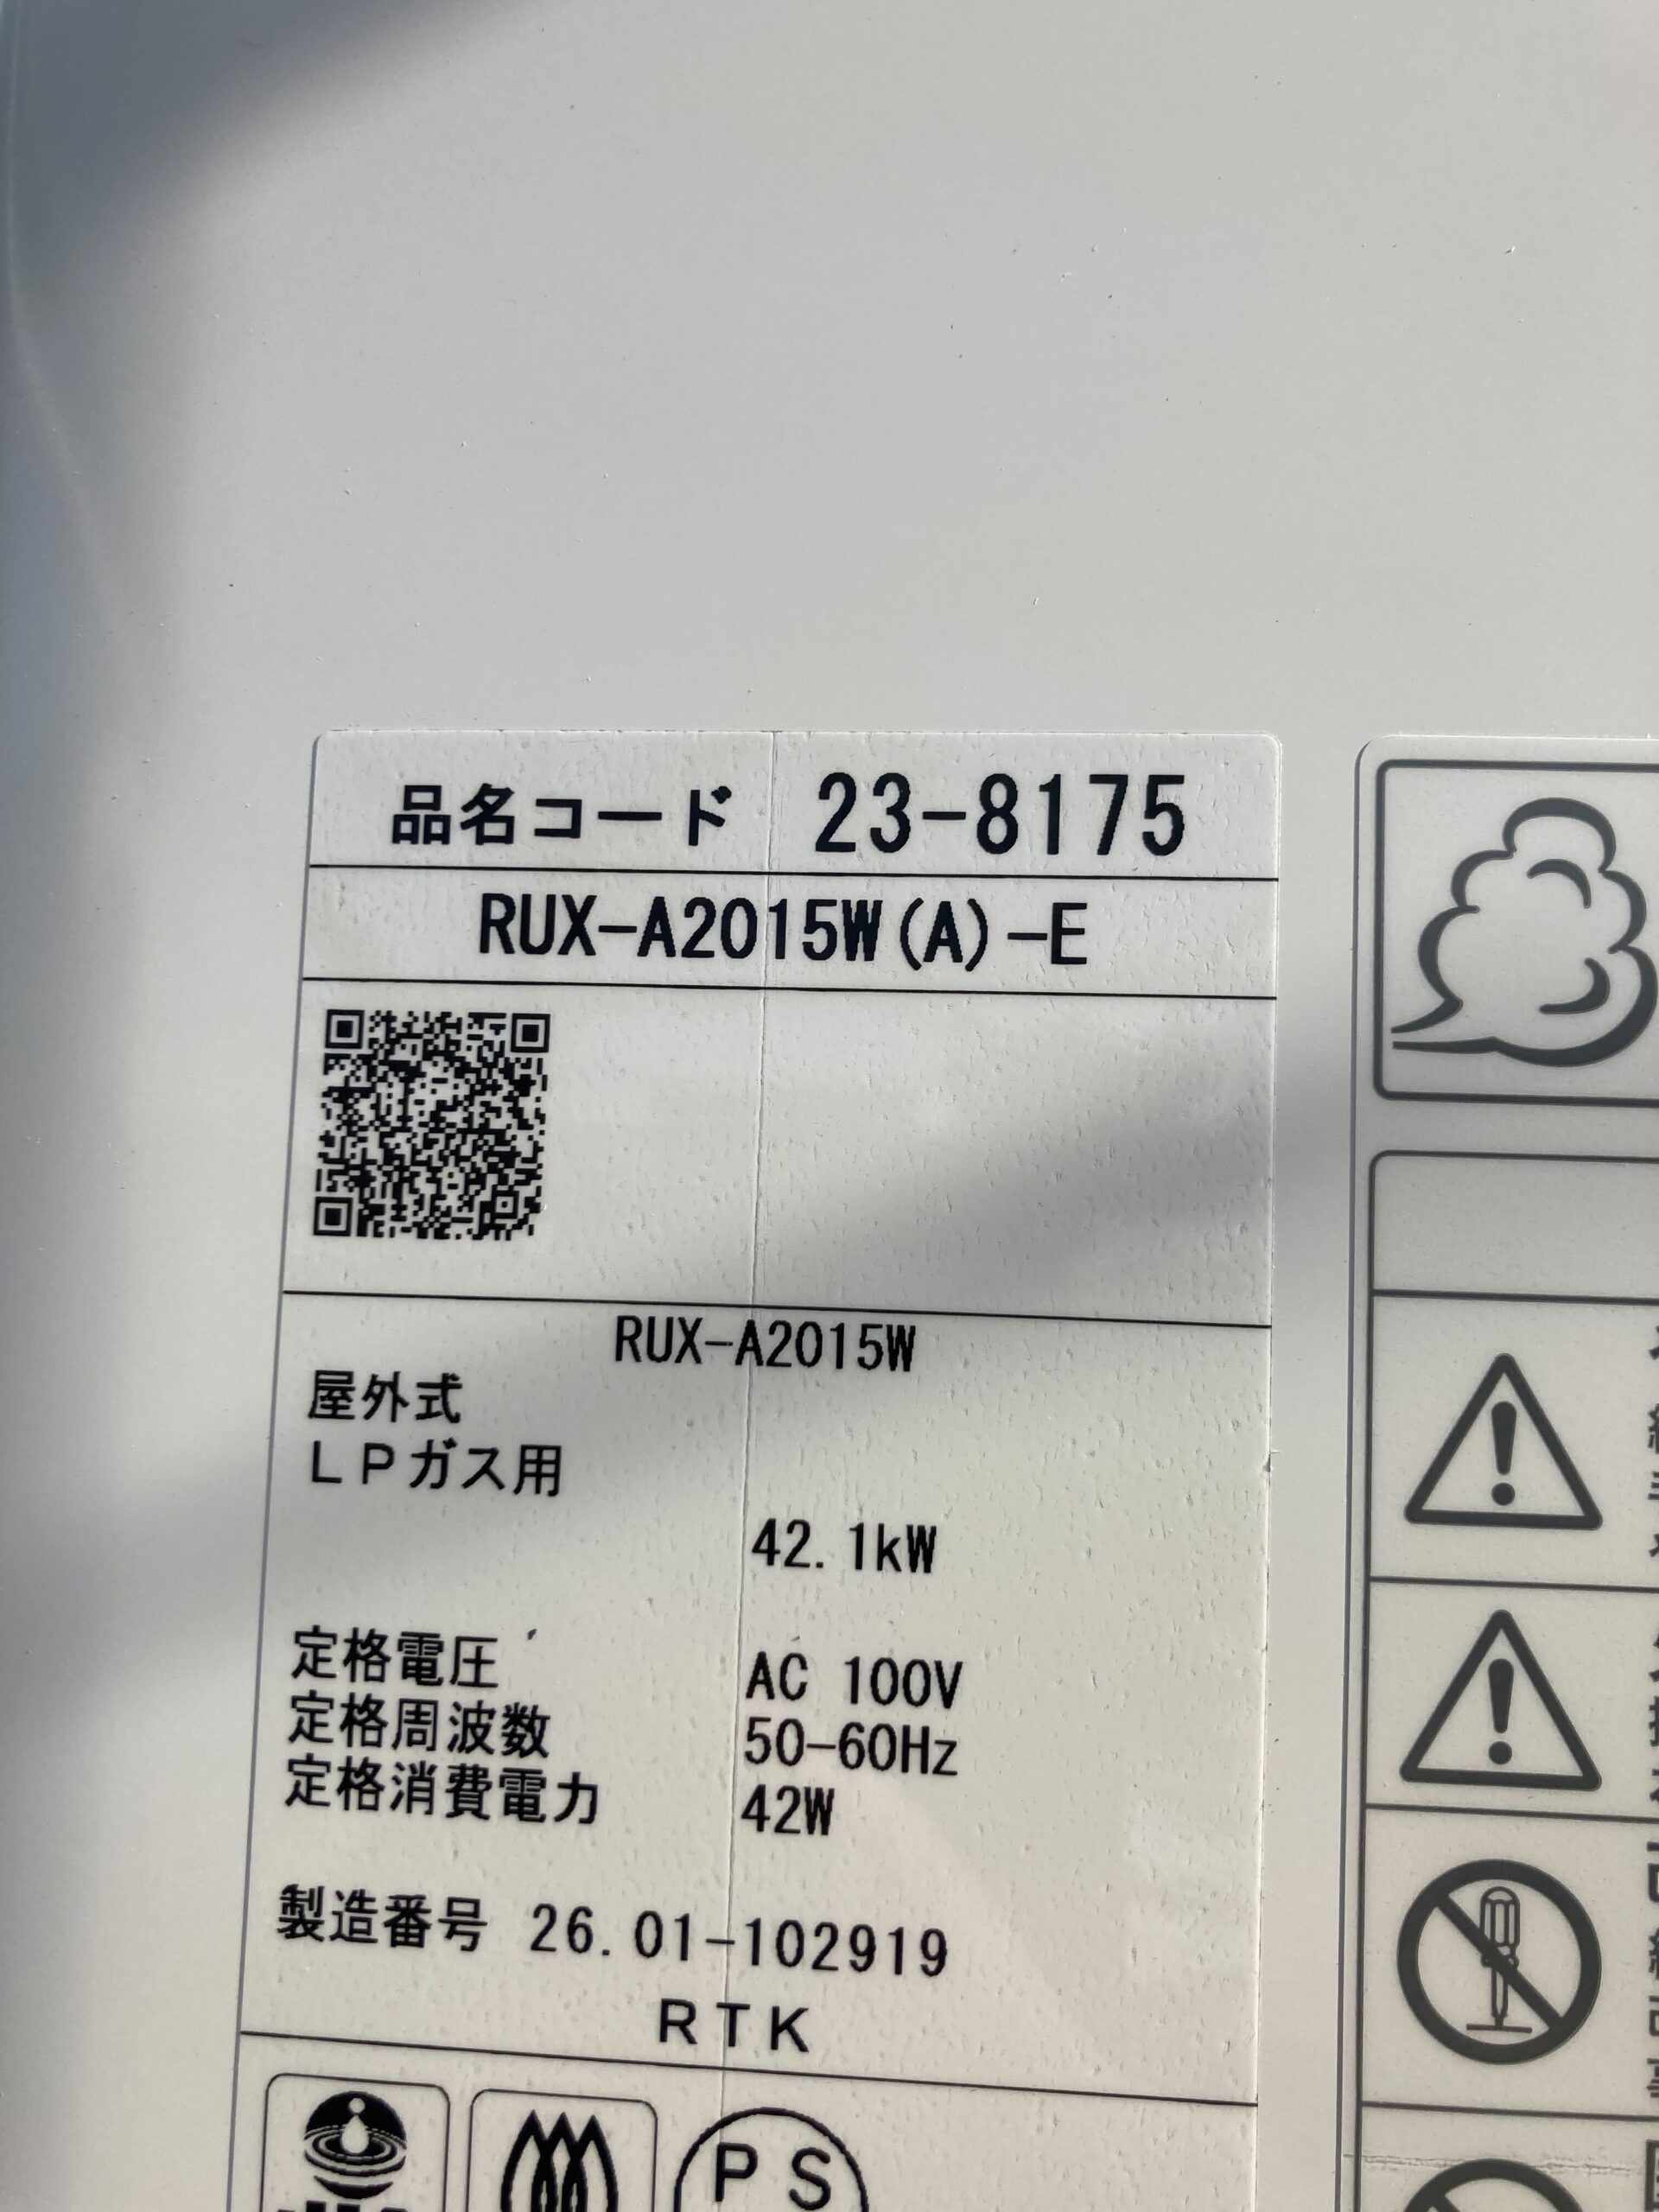 品名コード 23-8175
RUX-A2015W(A)-E
RUX-A2015W
屋外式
LPガス用
42.1kW
定格電圧 AC 100V
定格周波数 50-60Hz
定格消費電力 42W
製造番号 26.01-102919
RTK
PS